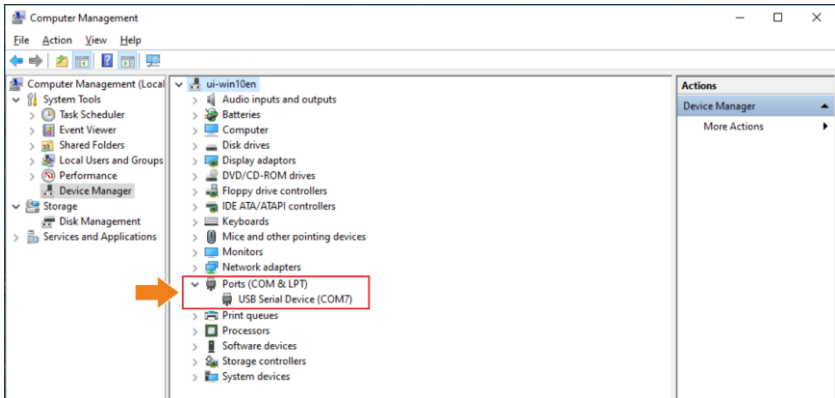 Computer Management
File Action View Help
Computer Management (Local
System Tools
Task Scheduler
Event Viewer
Shared Folders
Local Users and Groups
Performance
Device Manager
Storage
Disk Management
Services and Applications
ui-win10en
Audio inputs and outputs
Batteries
Computer
Disk drives
Display adaptors
DVD/CD-ROM drives
Floppy drive controllers
IDE ATA/ATAPI controllers
Keyboards
Mice and other pointing devices
Monitors
Network adapters
Ports (COM & LPT)
USB Serial Device (COM7)
Print queues
Processors
Software devices
Storage controllers
System devices
Actions
Device Manager
More Actions